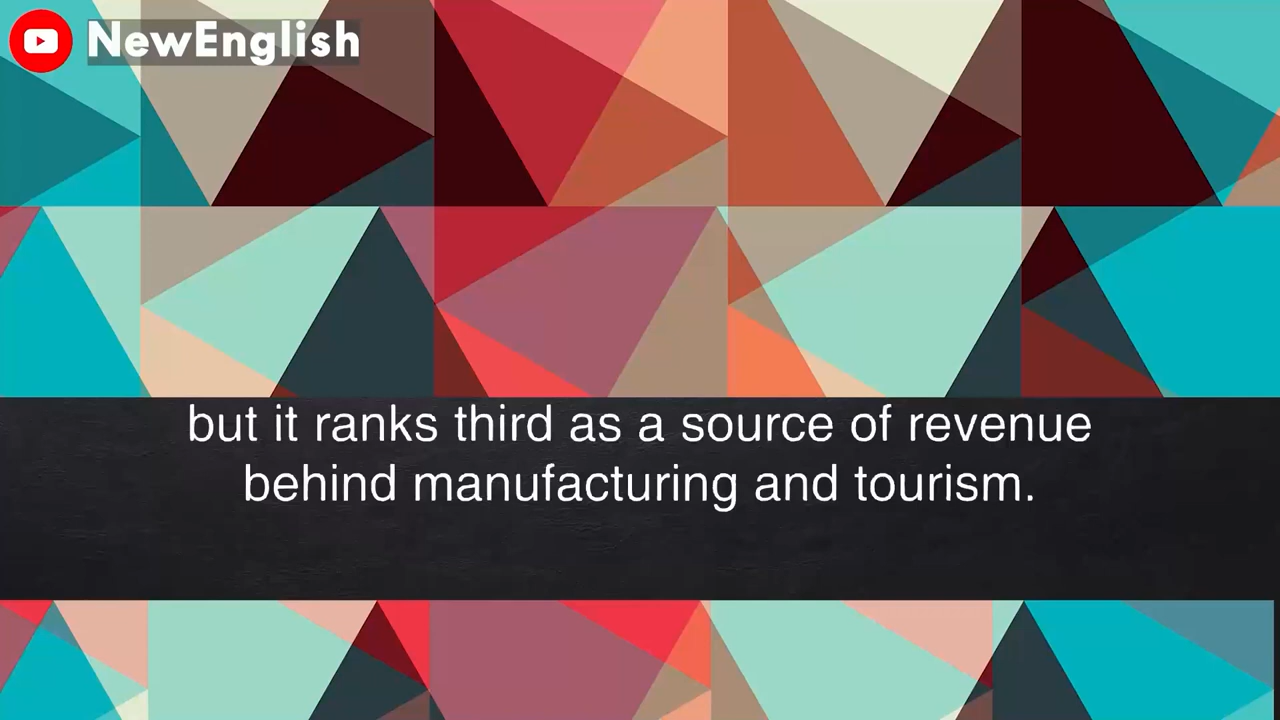 NewEnglish
but it ranks third as a source of revenue
behind manufacturing and tourism.